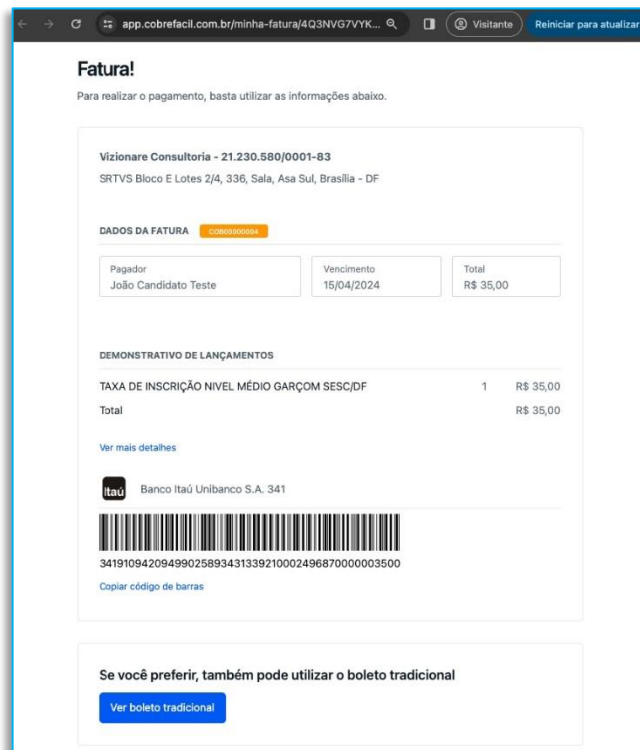 app.cobrefacil.com.br/minha-fatura/4Q3NVG7VYK... Visitante Reiniciar para atualizar
Fatura!
Para realizar o pagamento, basta utilizar as informações abaixo.
Vizionare Consultoria - 21.230.580/0001-83
SRTVS Bloco E Lotes 2/4, 336, Sala, Asa Sul, Brasília - DF
DADOS DA FATURA COB00000004
Pagador Vencimento Total
João Candidato Teste 15/04/2024 R$ 35,00
DEMONSTRATIVO DE LANÇAMENTOS
TAXA DE INSCRIÇÃO NIVEL MÉDIO GARÇOM SESC/DF 1 R$ 35,00
Total R$ 35,00
Ver mais detalhes
Itaú Banco Itaú Unibanco S.A. 341
34191094209499025893431339210002496870000003500
Copiar código de barras
Se você preferir, também pode utilizar o boleto tradicional
Ver boleto tradicional